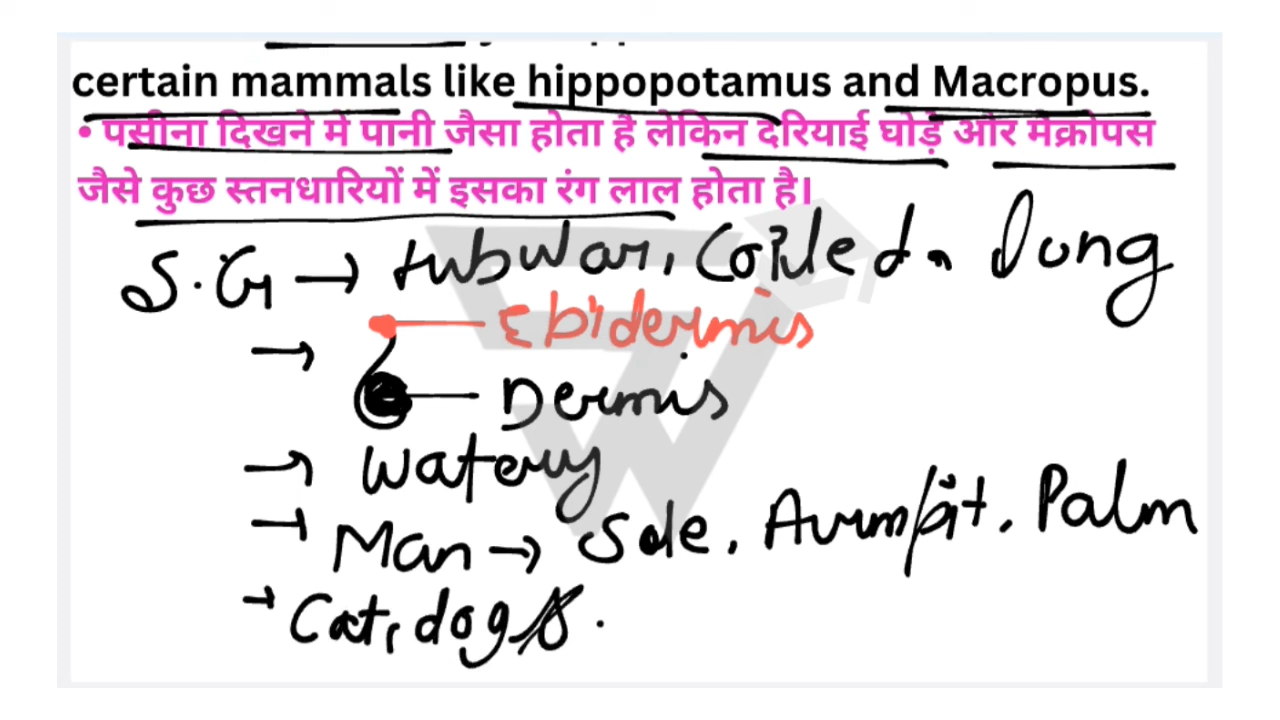 certain mammals like hippopotamus and Macropus.
• पसीना दिखने में पानी जैसा होता है लेकिन दरियाई घोड़े और मैक्रोपस
जैसे कुछ स्तनधारियों में इसका रंग लाल होता है।
S.G → tubular, Coiled, long
→ Epidermis
Dermis
→ Watery
→ Man → Sole, Armpit, Palm
→ Cat, dog